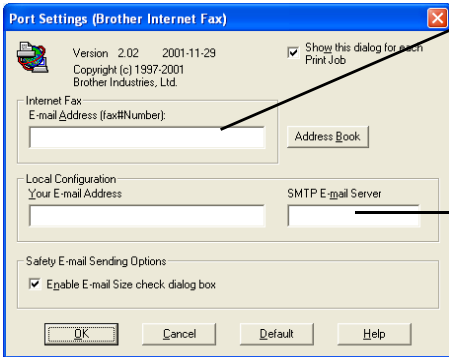 Port Settings (Brother Internet Fax)
Version 2.02 2001-11-29
Copyright (c) 1997-2001
Brother Industries, Ltd.
Show this dialog for each
Print Job
Internet Fax
E-mail Address (fax#Number):
Address Book
Local Configuration
Your E-mail Address
SMTP E-mail Server
Safety E-mail Sending Options
Enable E-mail Size check dialog box
OK
Cancel
Default
Help